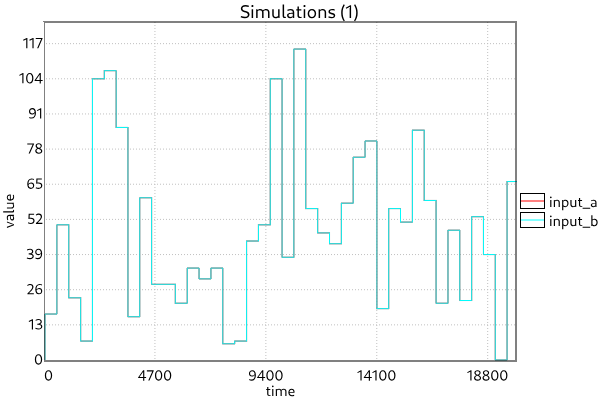 Simulations (1)
117
104
91
78
65
52
39
26
13
0
value
0 4700 9400 14100 18800
time
input_a
input_b